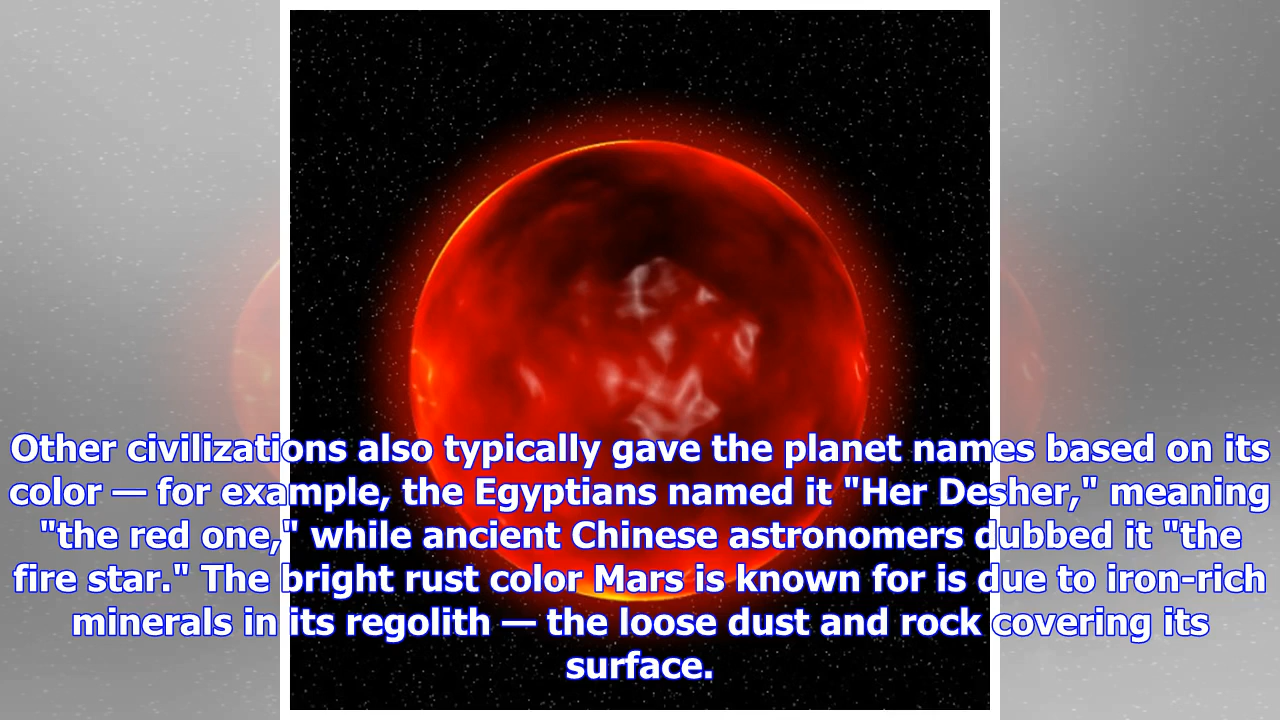 Other civilizations also typically gave the planet names based on its
color — for example, the Egyptians named it "Her Desher," meaning
"the red one," while ancient Chinese astronomers dubbed it "the
fire star." The bright rust color Mars is known for is due to iron-rich
minerals in its regolith — the loose dust and rock covering its
surface.